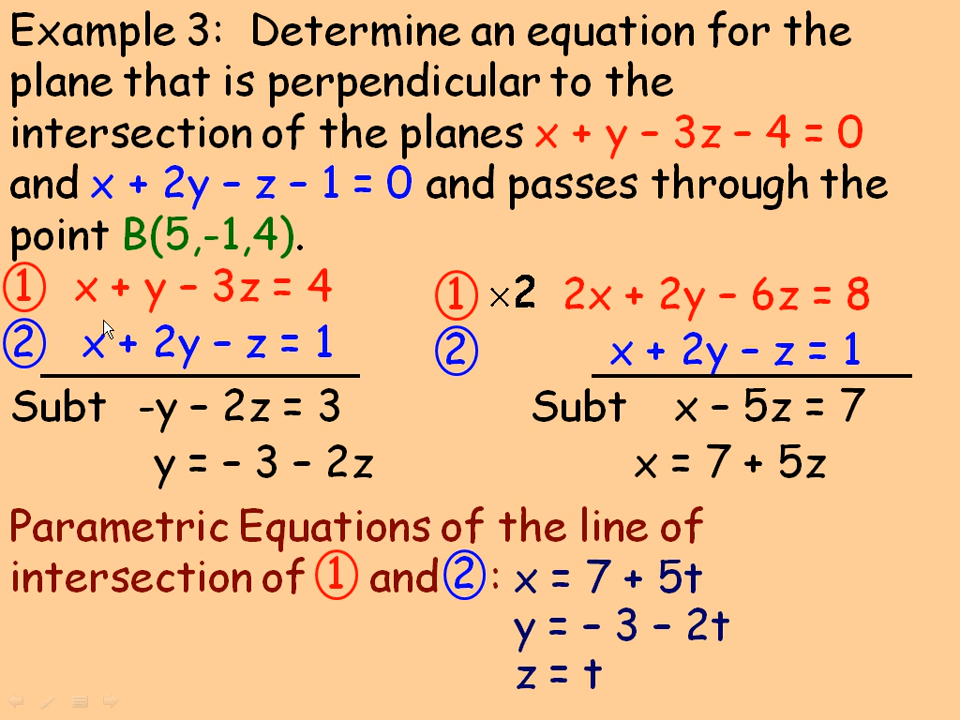 Example 3: Determine an equation for the
plane that is perpendicular to the
intersection of the planes x + y – 3z – 4 = 0
and x + 2y – z – 1 = 0 and passes through the
point B(5,-1,4).
① x + y – 3z = 4
② x + 2y – z = 1
Subt -y – 2z = 3
y = – 3 – 2z
① ×2 2x + 2y – 6z = 8
② x + 2y – z = 1
Subt x – 5z = 7
x = 7 + 5z
Parametric Equations of the line of
intersection of ① and ② : x = 7 + 5t
y = – 3 – 2t
z = t